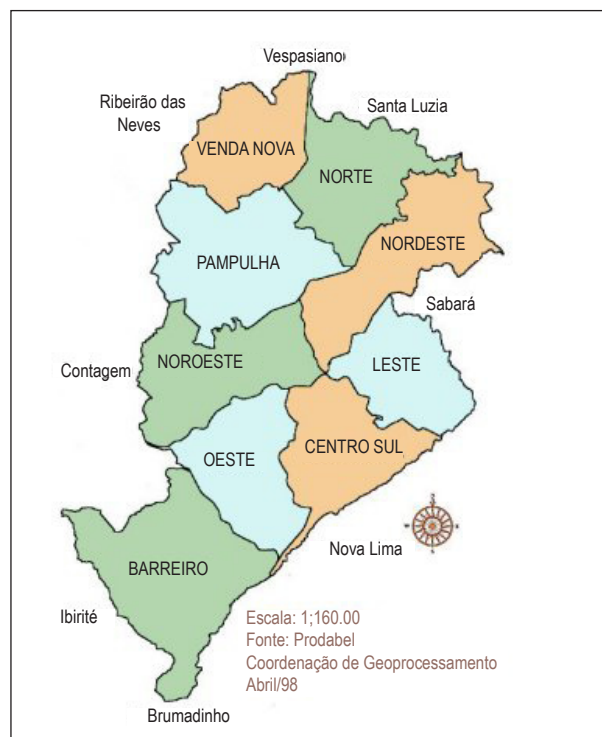 Vespasiano
Ribeirão das
Neves
Santa Luzia
VENDA NOVA
NORTE
NORDESTE
PAMPULHA
Sabará
Contagem
NOROESTE
LESTE
OESTE
CENTRO SUL
Nova Lima
BARREIRO
Ibirité
Escala: 1;160.00
Fonte: Prodabel
Coordenação de Geoprocessamento
Abril/98
Brumadinho